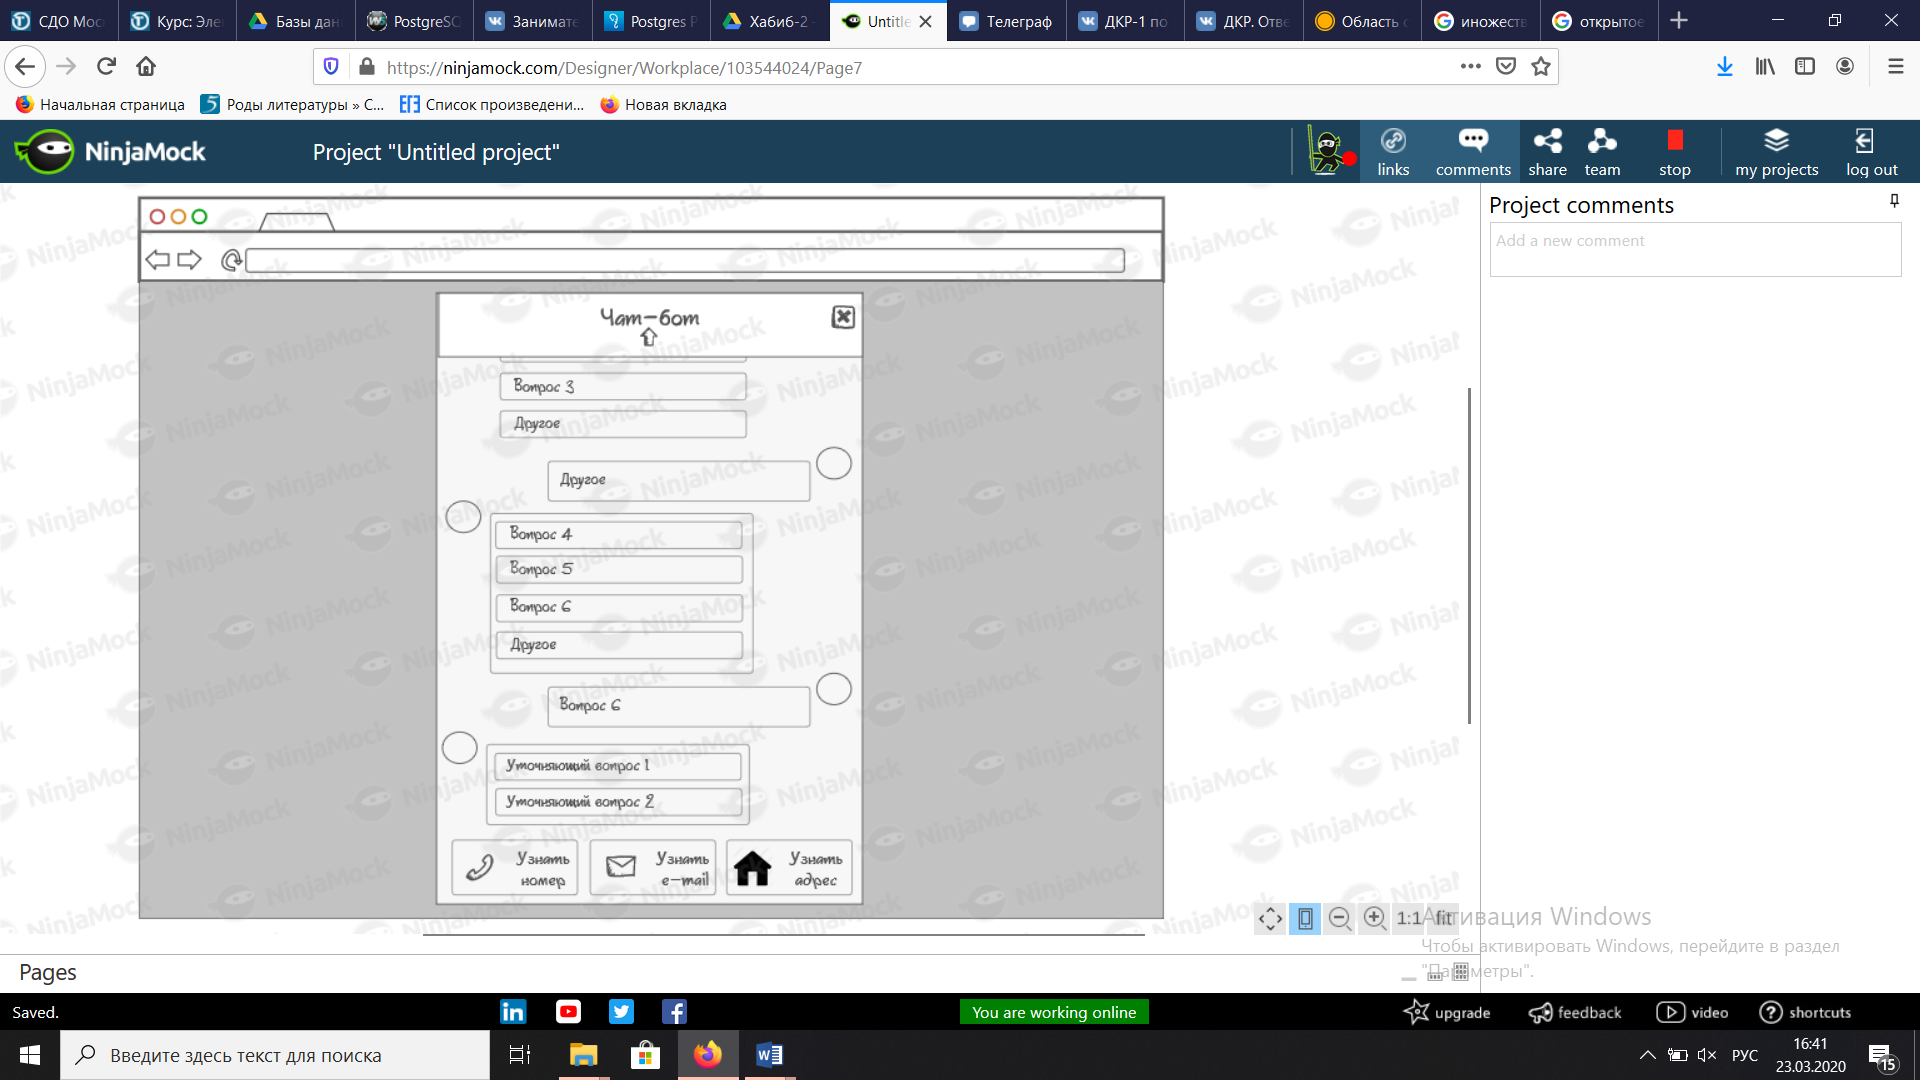 СДО Мос
Курс: Эле
Базы дан
PostgreSQ
Занимате
Postgres P
Хабиб-2 -
Untitle
Телеграф
ДКР-1 по
ДКР. Отве
Область
иножеств
открытое
https://ninjamock.com/Designer/Workplace/103544024/Page7
Начальная страница
Роды литературы » С...
Список произведени...
Новая вкладка
NinjaMock
Project "Untitled project"
links
comments
share
team
stop
my projects
log out
Project comments
Add a new comment
Чат-бот
Вопрос 3
Другое
Другое
Вопрос 4
Вопрос 5
Вопрос 6
Другое
Вопрос 6
Уточняющий вопрос 1
Уточняющий вопрос 2
Узнать
номер
Узнать
e-mail
Узнать
адрес
1:1
fit
Активация Windows
Чтобы активировать Windows, перейдите в раздел
"Параметры".
Pages
Saved.
You are working online
upgrade
feedback
video
shortcuts
Введите здесь текст для поиска
РУС
16:41
23.03.2020
15